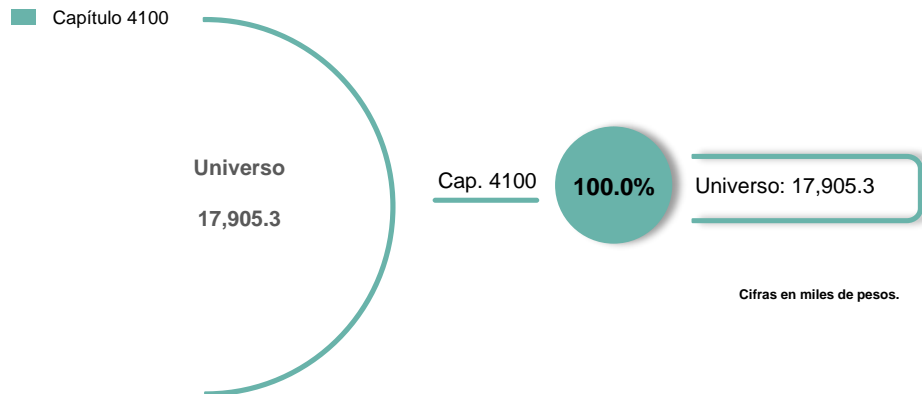 Capítulo 4100
Universo
17,905.3
Cap. 4100
100.0%
Universo: 17,905.3
Cifras en miles de pesos.